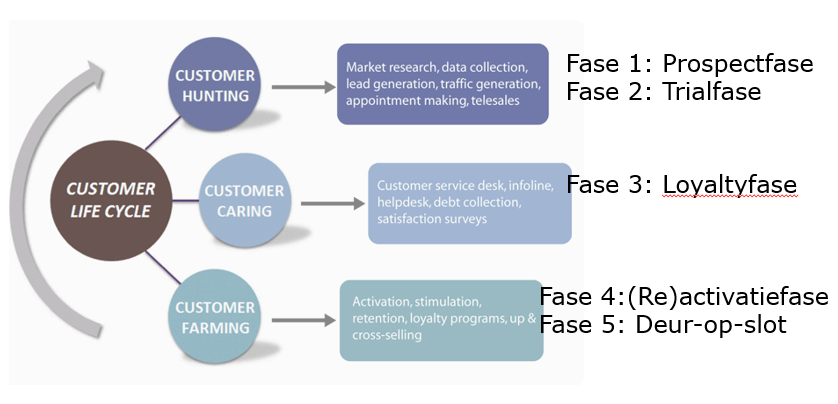 CUSTOMER
LIFE CYCLE
CUSTOMER
HUNTING
Market research, data collection,
lead generation, traffic generation,
appointment making, telesales
Fase 1: Prospectfase
Fase 2: Trialfase
CUSTOMER
CARING
Customer service desk, infoline,
helpdesk, debt collection,
satisfaction surveys
Fase 3: Loyaltyfase
CUSTOMER
FARMING
Activation, stimulation,
retention, loyalty programs, up &
cross-selling
Fase 4:(Re)activatiefase
Fase 5: Deur-op-slot